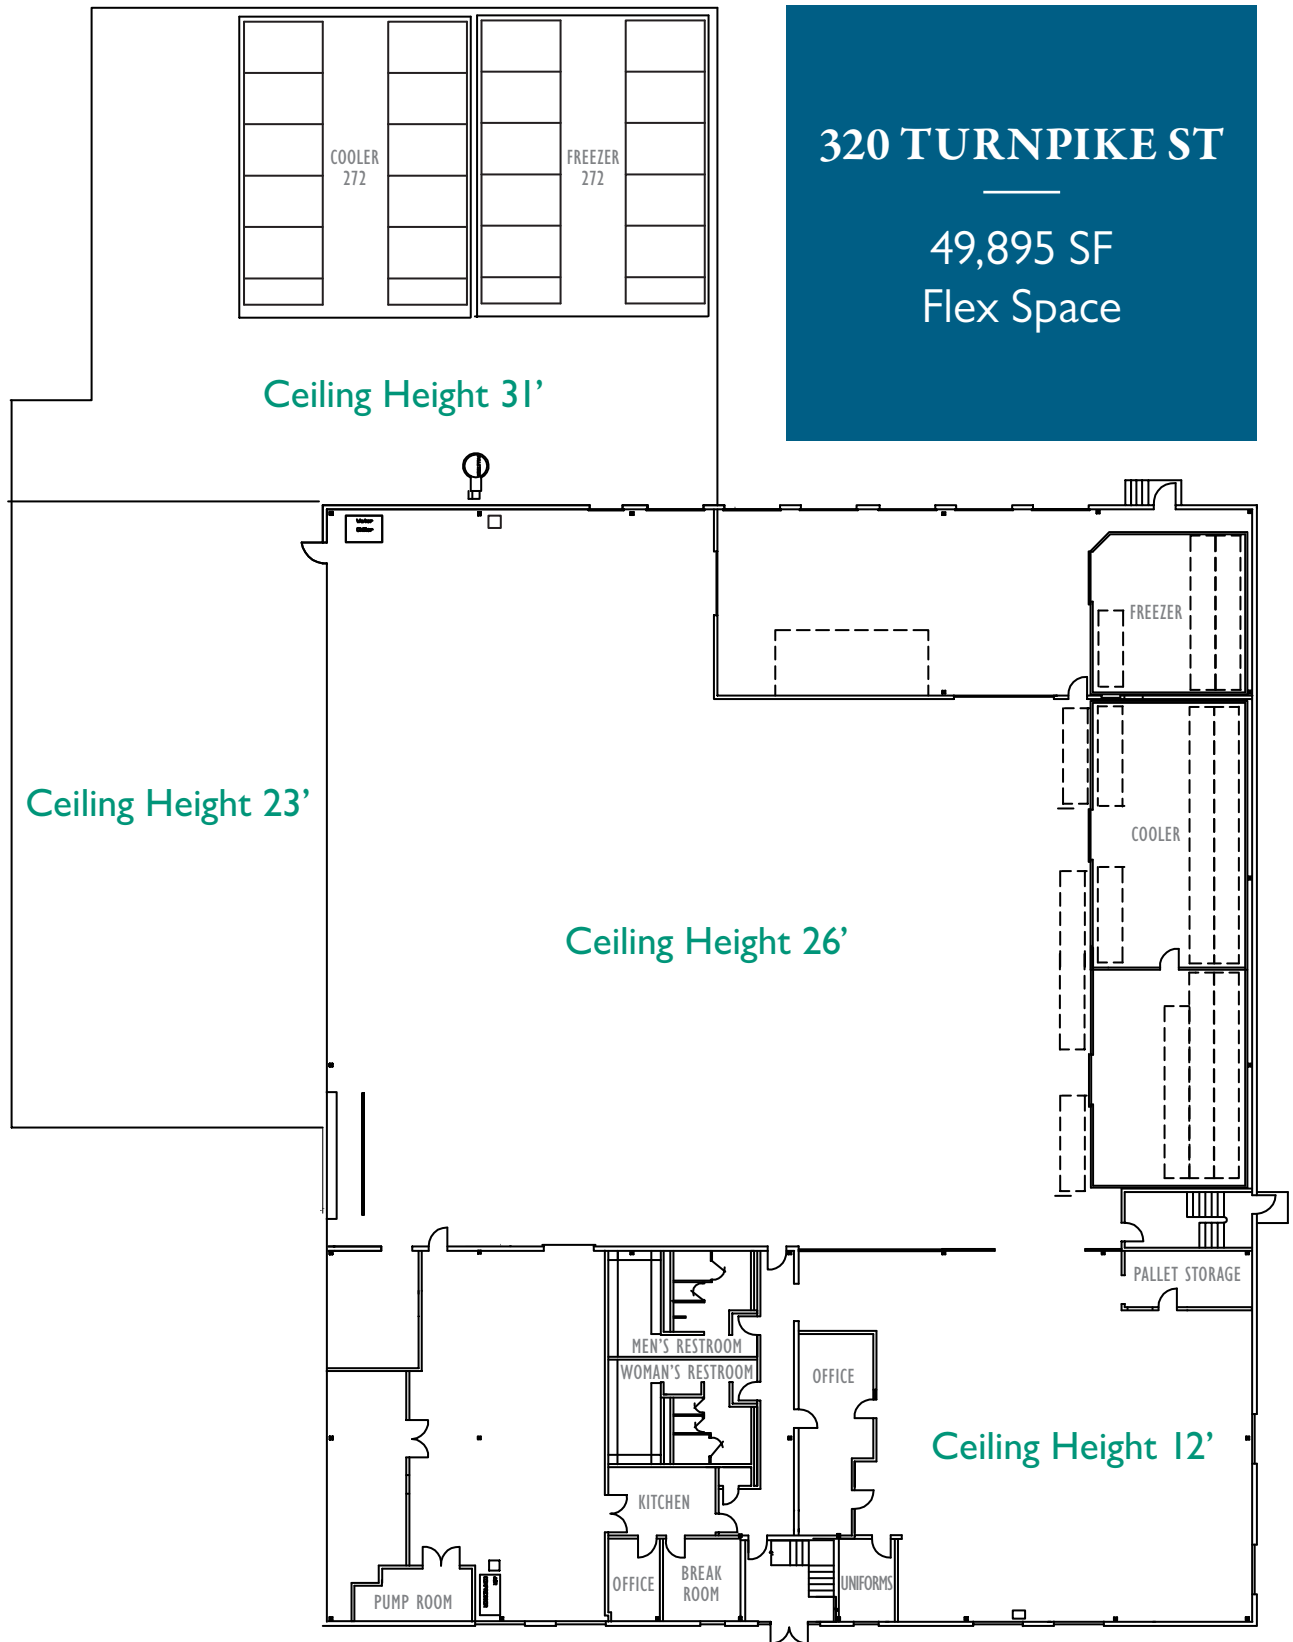 320 TURNPIKE ST
49,895 SF
Flex Space
COOLER
272
FREEZER
272
Ceiling Height 31’
FREEZER
Ceiling Height 23’
COOLER
Ceiling Height 26’
PALLET STORAGE
MEN’S RESTROOM
WOMAN’S RESTROOM
OFFICE
Ceiling Height 12’
KITCHEN
OFFICE
BREAK
ROOM
UNIFORMS
PUMP ROOM